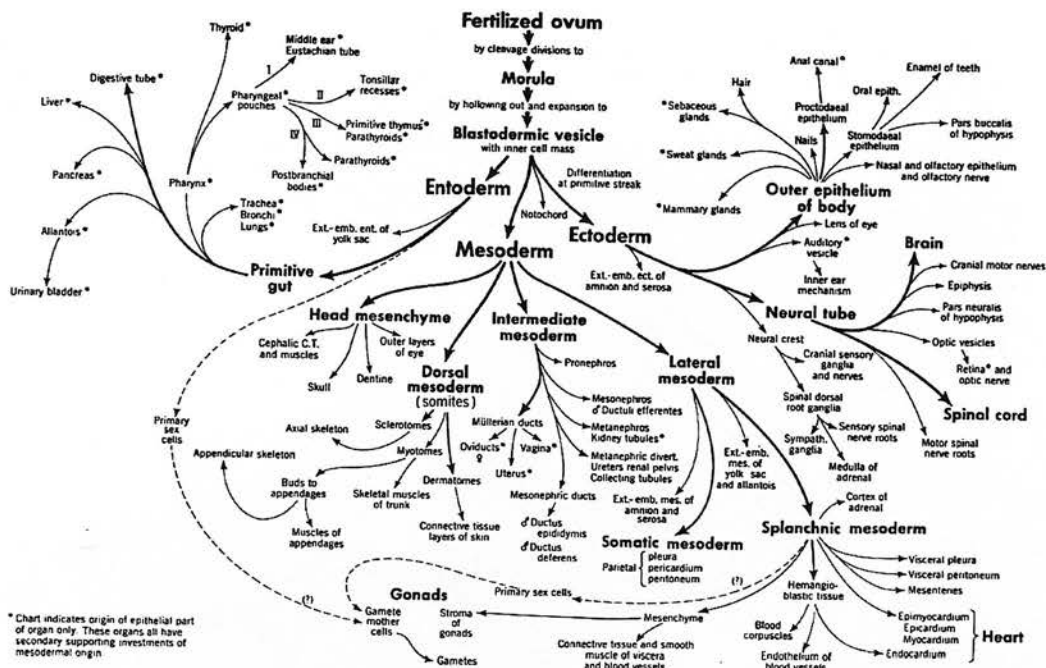 Fertilized ovum
by cleavage divisions to
Morula
by hollowing out and expansion to
Blastodermic vesicle
with inner cell mass
Differentiation
at primitive streak
Entoderm
Notochord
Mesoderm
Ectoderm
Ext.-emb. ent. of
yolk sac
Ext.-emb. ect. of
amnion and serosa
Primitive
gut
Thyroid*
Middle ear*
Eustachian tube
I
Digestive tube*
Pharyngeal*
pouches
II
Tonsillar
recesses*
III
Primitive thymus*
Parathyroids*
IV
Parathyroids*
Postbranchial
bodies*
Liver*
Pancreas*
Pharynx*
Trachea*
Bronchi*
Lungs*
Allantois*
Urinary bladder*
Anal canal*
Enamel of teeth
Hair
Oral epith.
Proctodaeal
epithelium
*Sebaceous
glands
Nails
Stomodaeal
epithelium
Pars buccalis
of hypophysis
*Sweat glands
Nasal and olfactory epithelium
and olfactory nerve
*Mammary glands
Outer epithelium
of body
Lens of eye
Auditory*
vesicle
Inner ear
mechanism
Brain
Cranial motor nerves
Epiphysis
Neural tube
Pars neuralis
of hypophysis
Neural crest
Optic vesicles
Cranial sensory
ganglia
and nerves
Retina* and
optic nerve
Spinal dorsal
root ganglia
Spinal cord
Sensory spinal
nerve roots
Sympath.
ganglia
Motor spinal
nerve roots
Medulla of
adrenal
Head mesenchyme
Cephalic C.T.
and muscles
Outer layers
of eye
Skull
Dentine
Dorsal
mesoderm
(somites)
Sclerotomes
Axial skeleton
Myotomes
Appendicular skeleton
Dermatomes
Buds to
appendages
Skeletal muscles
of trunk
Muscles of
appendages
Connective tissue
layers of skin
Intermediate
mesoderm
Pronephros
Mesonephros
♂ Ductuli efferentes
Müllerian ducts
Metanephros
Kidney tubules*
Oviducts*
♀
Vagina*
Uterus*
Metanephric divert.
Ureters renal pelvis
Collecting tubules
Mesonephric ducts
♂ Ductus
epididymis
♂ Ductus
deferens
Lateral
mesoderm
Ext.-emb.
mes. of
yolk sac
and allantois
Ext.-emb. mes. of
amnion and
serosa
Somatic mesoderm
Parietal
pleura
pericardium
peritoneum
Cortex of
adrenal
Splanchnic mesoderm
Visceral pleura
Visceral peritoneum
Mesenteries
Hemangio-
blastic tissue
Blood
corpuscles
Endothelium of
blood vessels
Epimyocardium
Epicardium
Myocardium
Endocardium
Heart
Primary
sex
cells
(?)
Primary sex cells
(?)
Gonads
Gamete
mother
cells
Stroma
of
gonads
Mesenchyme
Gametes
Connective tissue and smooth
muscle of viscera
and blood vessels
* Chart indicates origin of epithelial part
of organ only. These organs all have
secondary supporting investments of
mesodermal origin